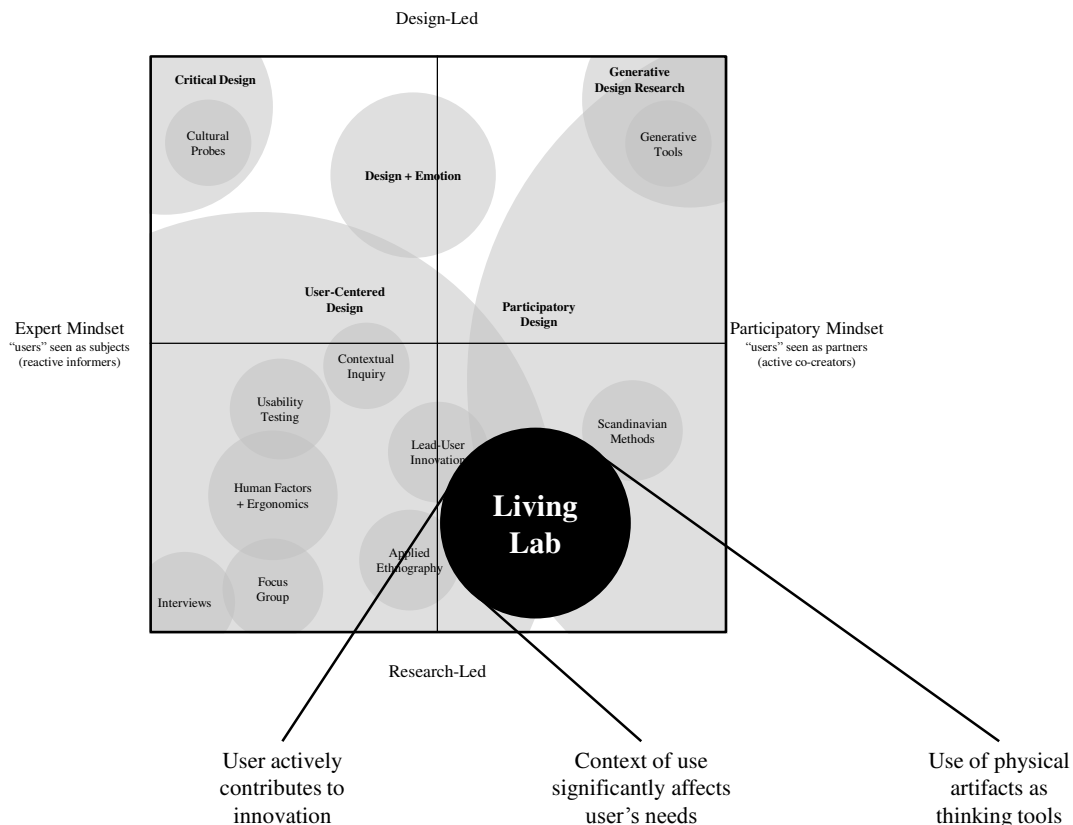 Design-Led
Critical Design
Generative
Design Research
Cultural
Probes
Generative
Tools
Design + Emotion
User-Centered
Design
Participatory
Design
Expert Mindset
“users” seen as subjects
(reactive informers)
Participatory Mindset
“users” seen as partners
(active co-creators)
Contextual
Inquiry
Usability
Testing
Scandinavian
Methods
Lead-User
Innovation
Human Factors
+ Ergonomics
Living
Lab
Applied
Ethnography
Focus
Group
Interviews
Research-Led
User actively
contributes to
innovation
Context of use
significantly affects
user’s needs
Use of physical
artifacts as
thinking tools